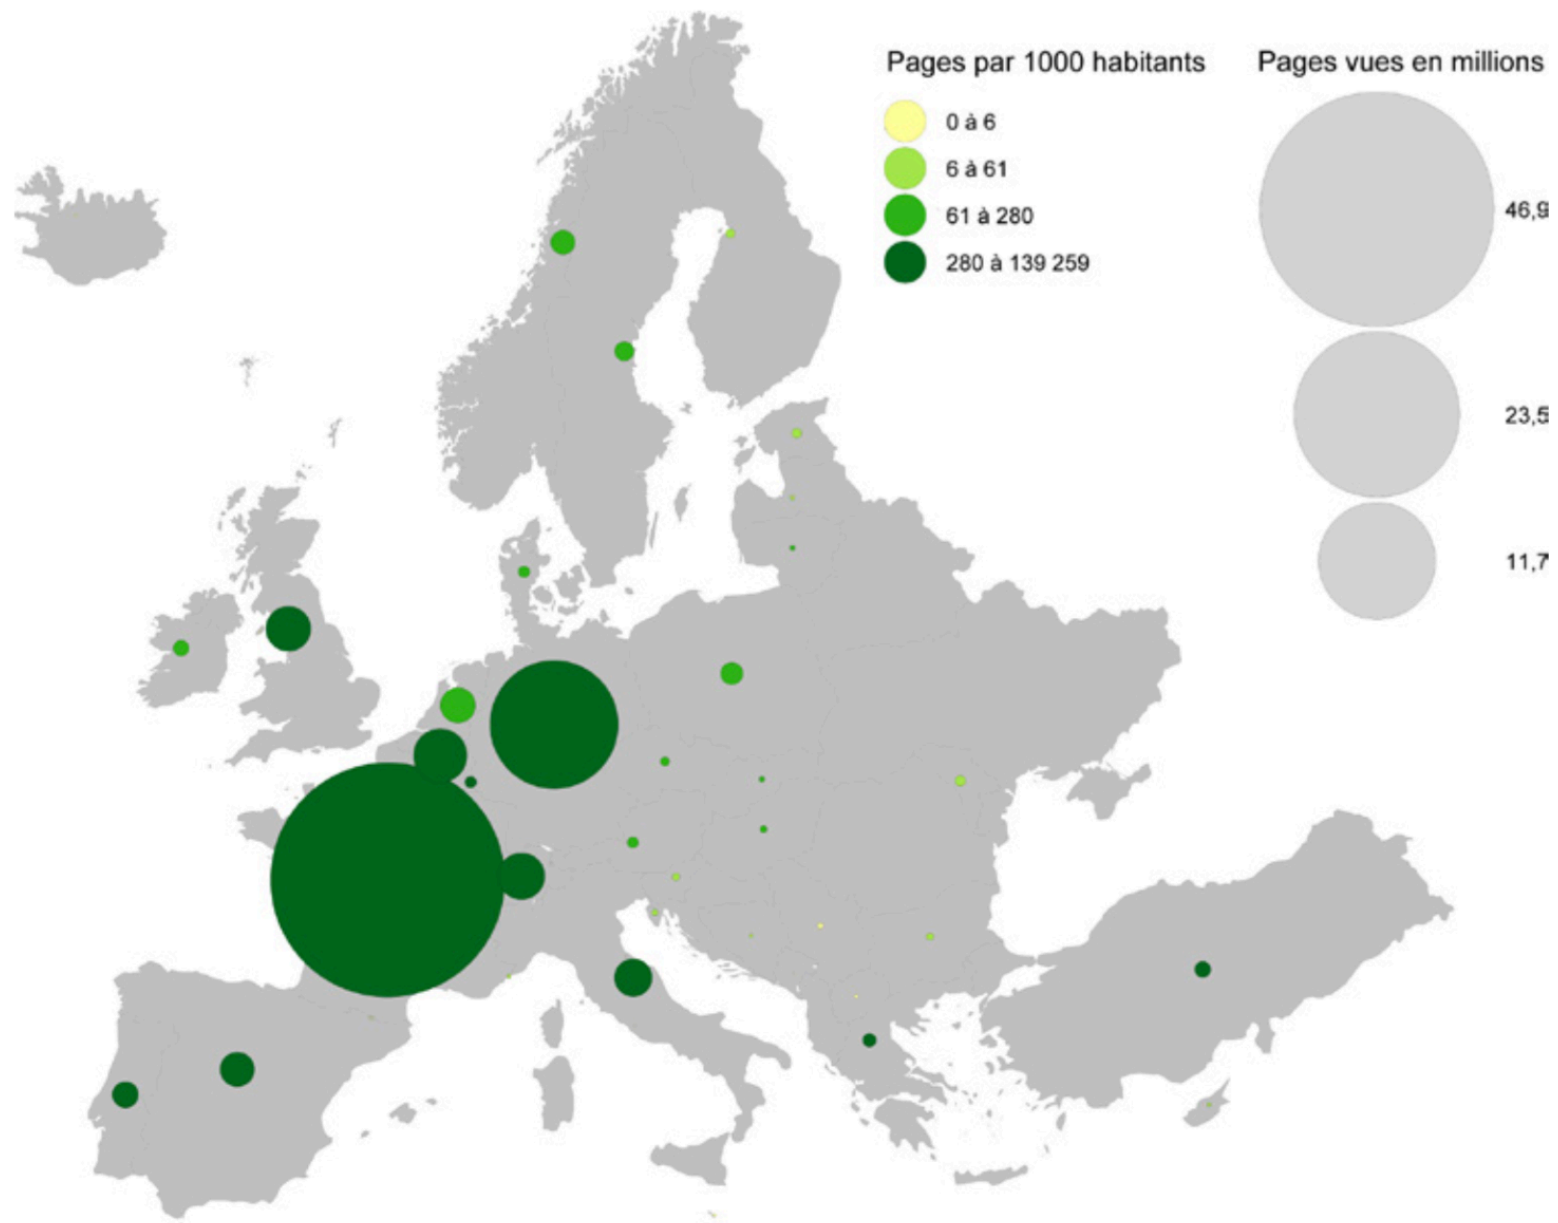 Pages par 1000 habitants
0 à 6
6 à 61
61 à 280
280 à 139 259
Pages vues en millions
46,9
23,5
11,7